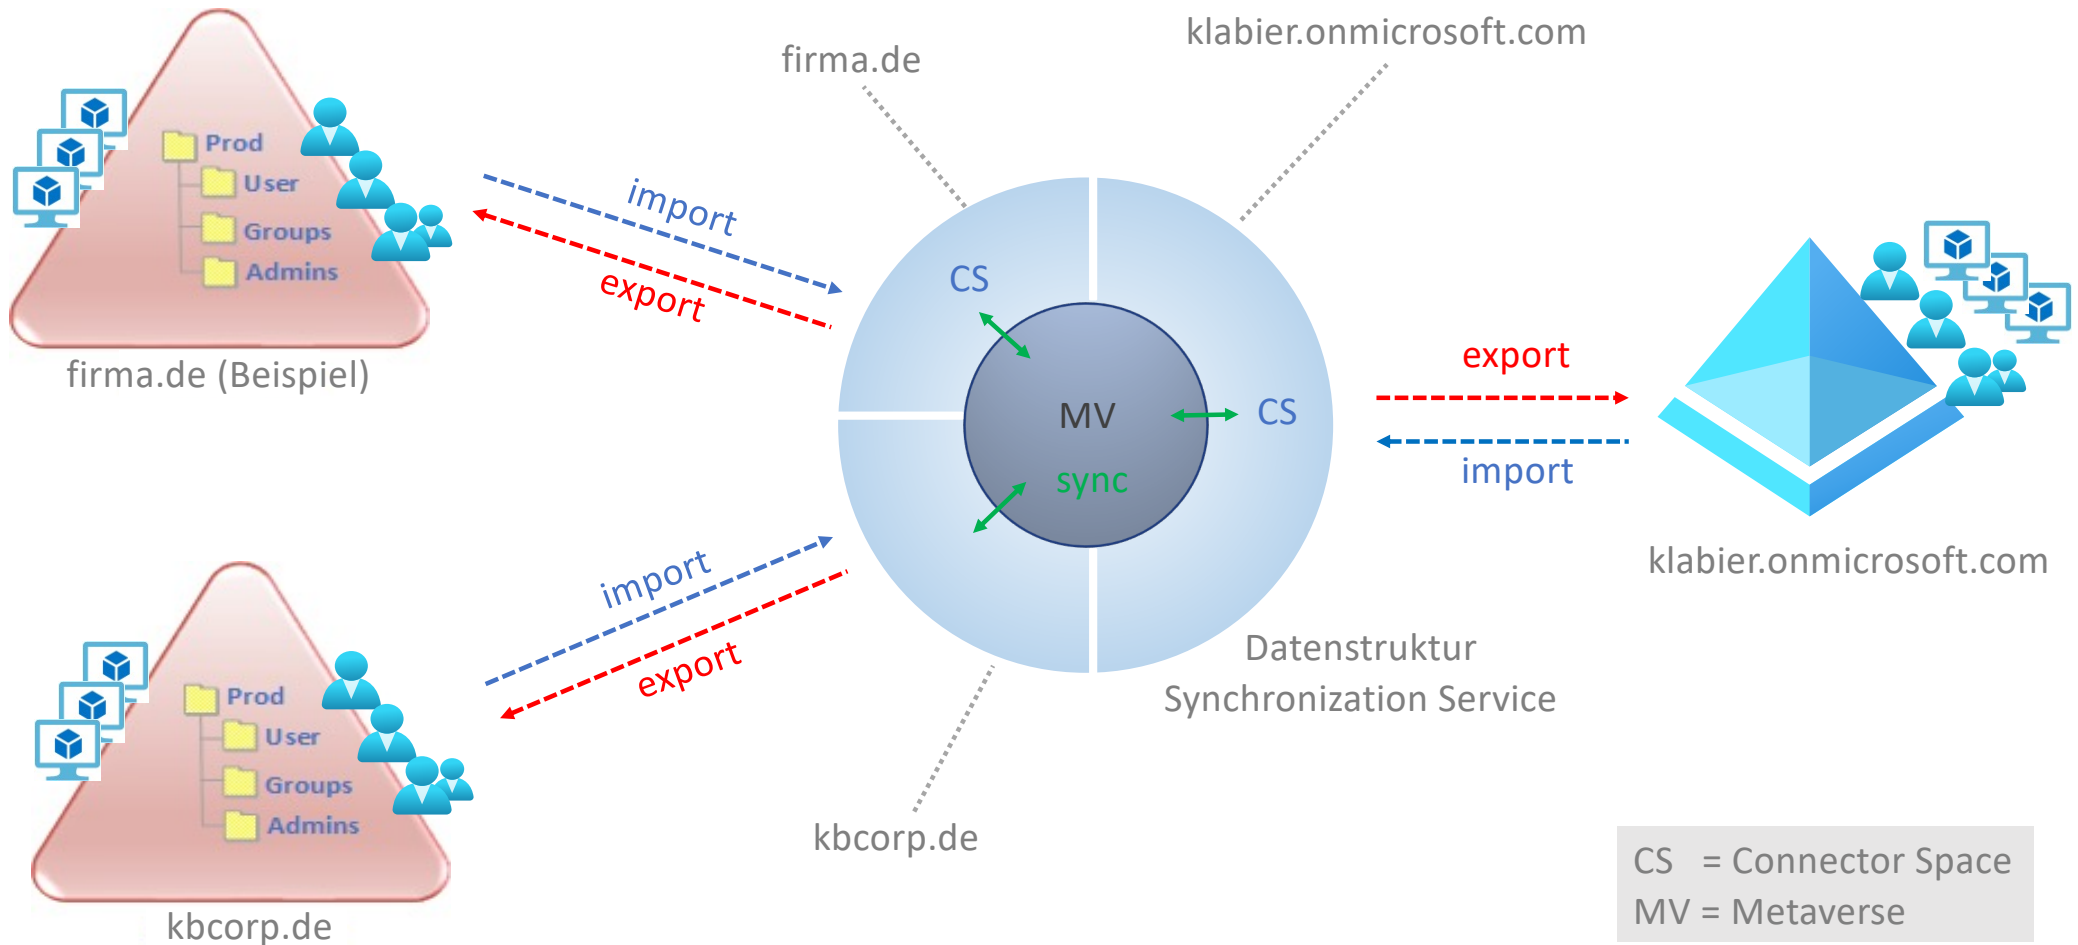 firma.de
klabier.onmicrosoft.com
Prod
User
Groups
Admins
firma.de (Beispiel)
import
export
CS
MV
CS
sync
export
import
klabier.onmicrosoft.com
import
export
Prod
User
Groups
Admins
kbcorp.de
kbcorp.de
Datenstruktur
Synchronization Service
CS = Connector Space
MV = Metaverse